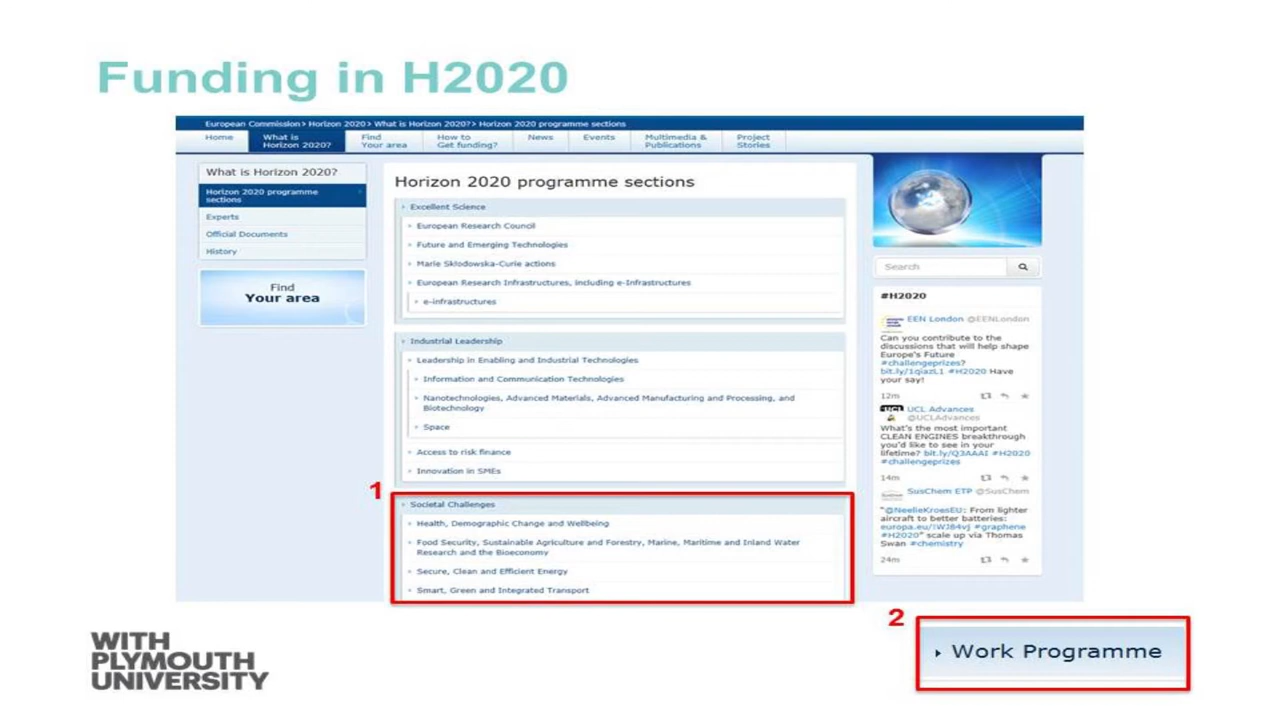 Funding in H2020
European Commission> Horizon 2020> What is Horizon 2020?> Horizon 2020 programme sections
Home
What is
Horizon 2020?
Find
Your area
How to
Get funding?
News
Events
Multimedia &
Publications
Project
Stories
What is Horizon 2020?
Horizon 2020 programme
sections
Experts
Official Documents
History
Find
Your area
Horizon 2020 programme sections
Excellent Science
European Research Council
Future and Emerging Technologies
Marie Skłodowska-Curie actions
European Research Infrastructures, including e-Infrastructures
e-infrastructures
Industrial Leadership
Leadership in Enabling and Industrial Technologies
Information and Communication Technologies
Nanotechnologies, Advanced Materials, Advanced Manufacturing and Processing, and
Biotechnology
Space
Access to risk finance
Innovation in SMEs
1
Societal Challenges
Health, Demographic Change and Wellbeing
Food Security, Sustainable Agriculture and Forestry, Marine, Maritime and Inland Water
Research and the Bioeconomy
Secure, Clean and Efficient Energy
Smart, Green and Integrated Transport
Search
#H2020
EEN London @EENLondon
Can you contribute to the
discussions that will help shape
Europe's Future
#challengeprizes?
bit.ly/1qiazL1 #H2020 Have
your say!
12m
UCL UCL Advances
@UCLAdvances
What's the most important
CLEAN ENGINES breakthrough
you'd like to see in your
lifetime? bit.ly/Q3AAAI #H2020
#challengeprizes
14m
SusChem ETP @SusChem
"@NeelieKroesEU: From lighter
aircraft to better batteries:
europa.eu/!WJ84vj #graphene
#H2020" scale up via Thomas
Swan #chemistry
24m
2
Work Programme
WITH
PLYMOUTH
UNIVERSITY